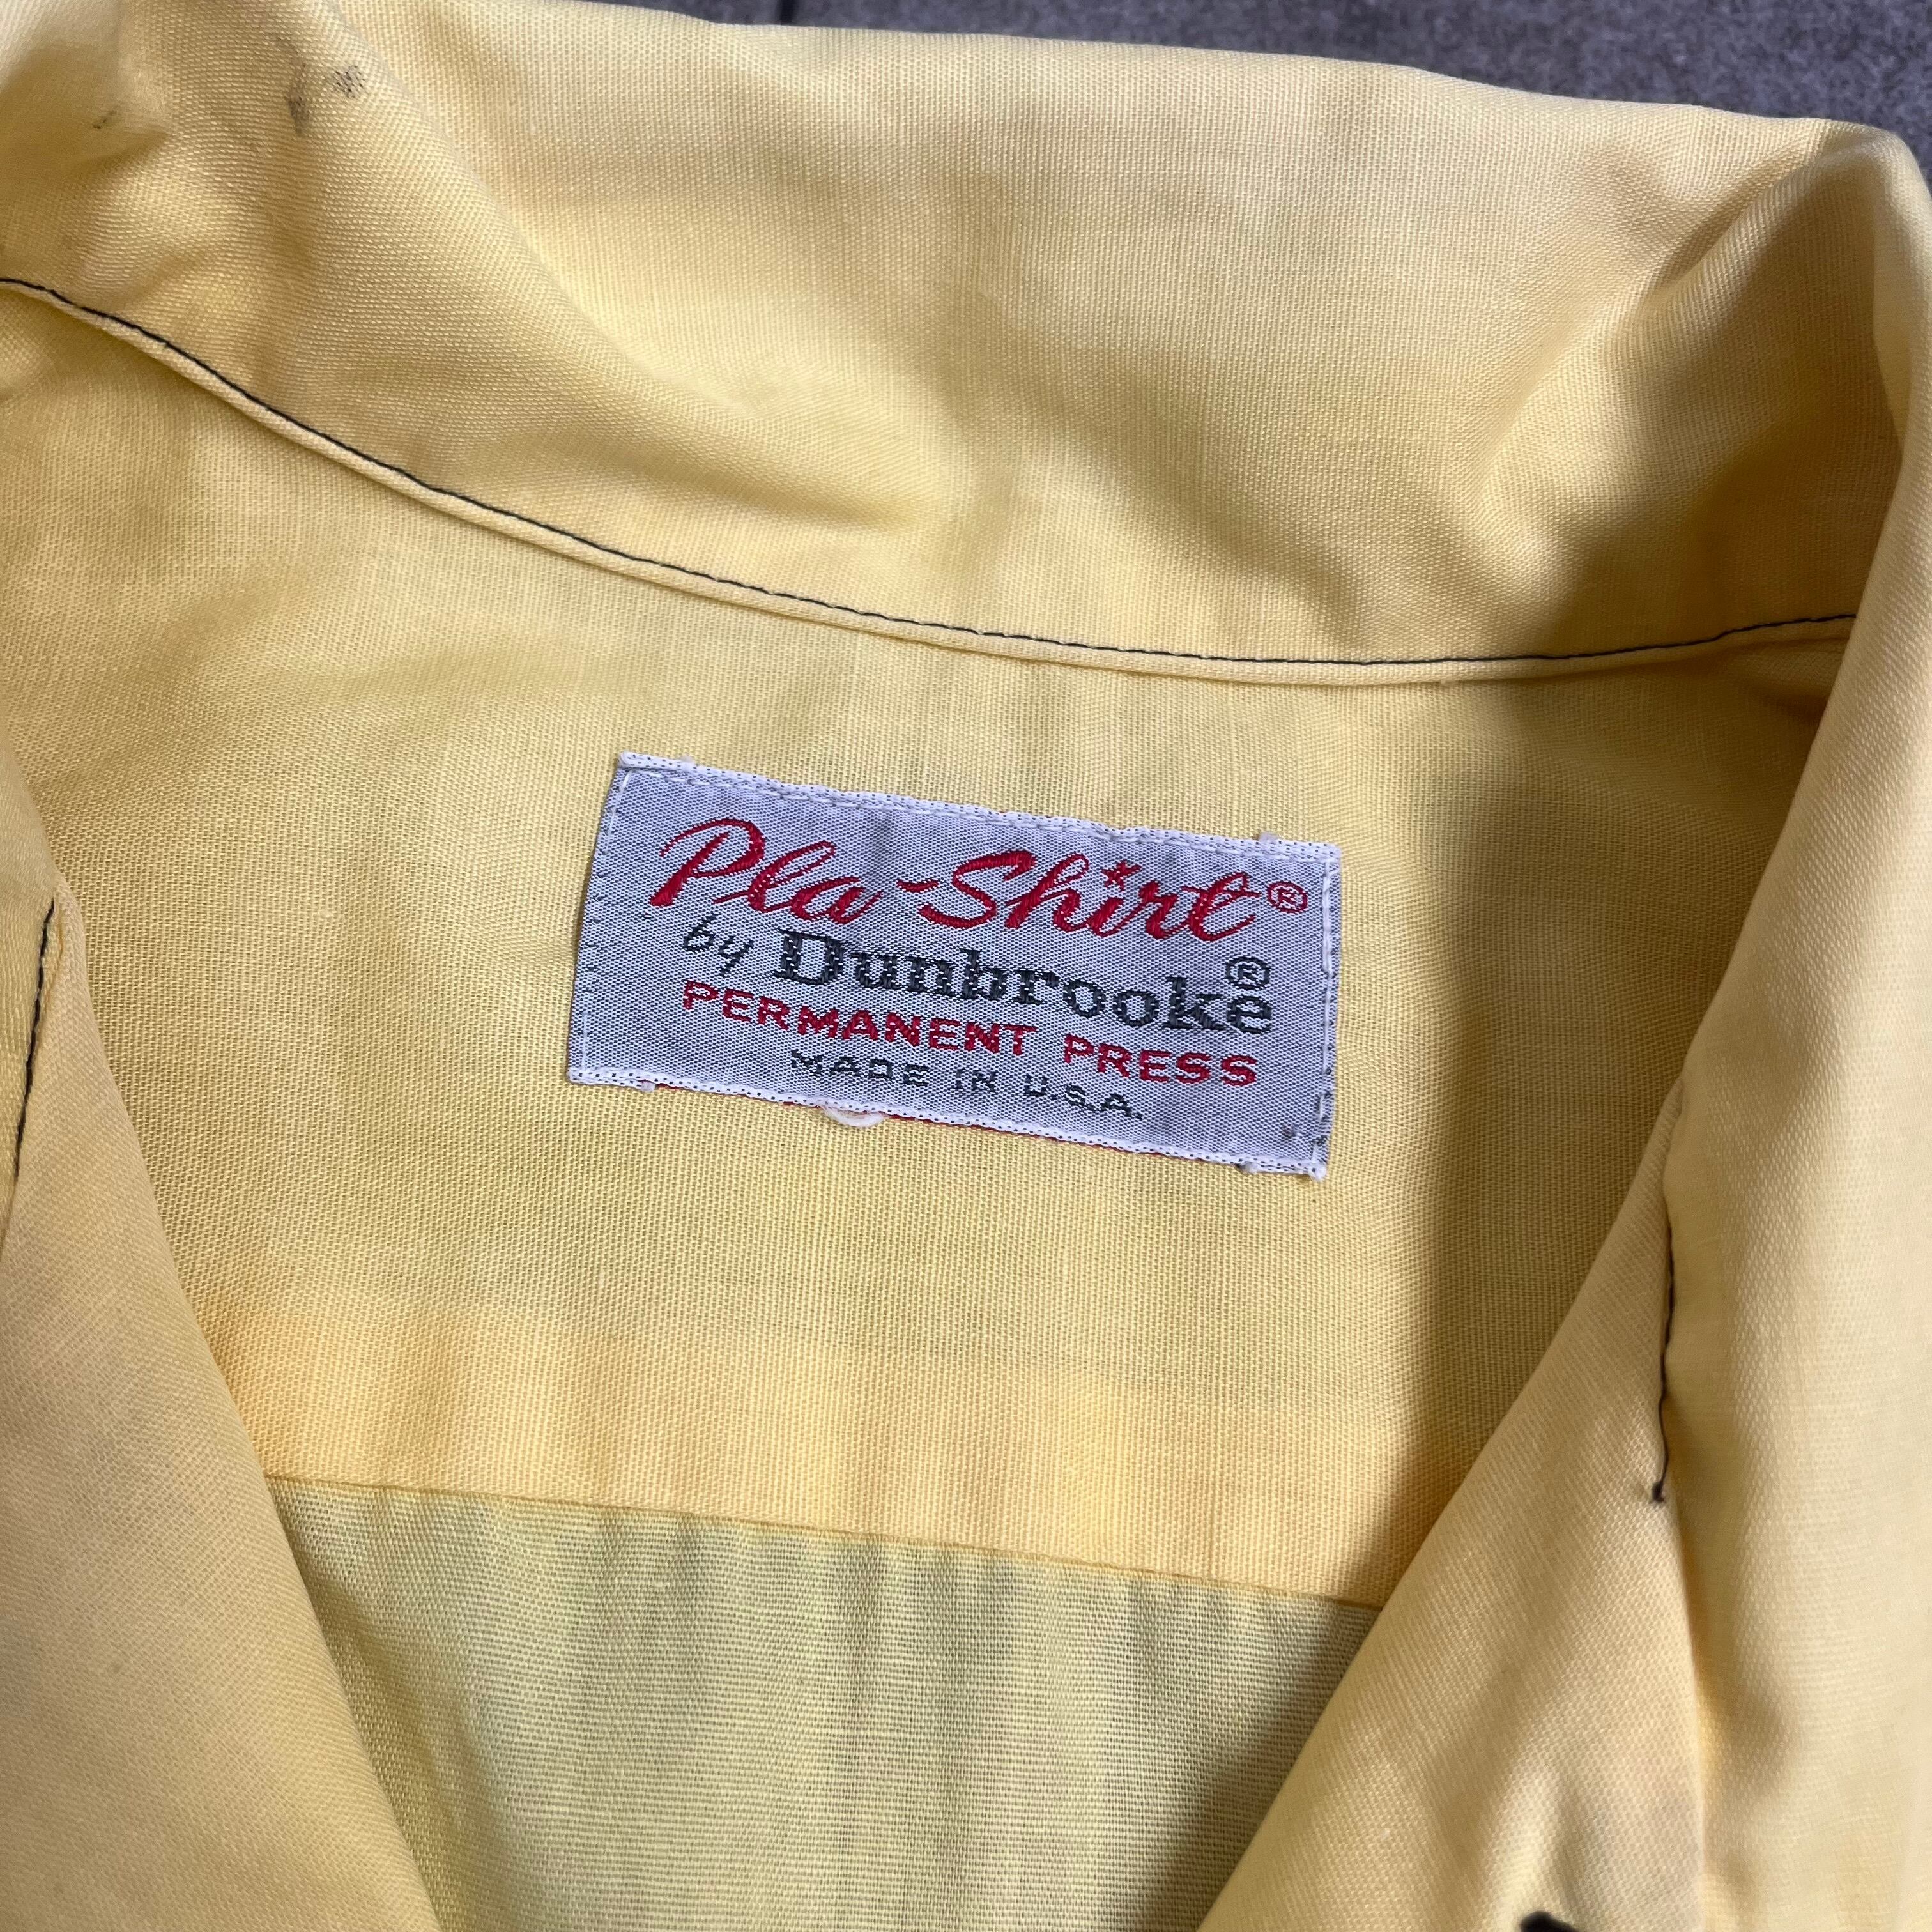 Pla-Shirt®
by Dunbrooke®
PERMANENT PRESS
MADE IN U.S.A.